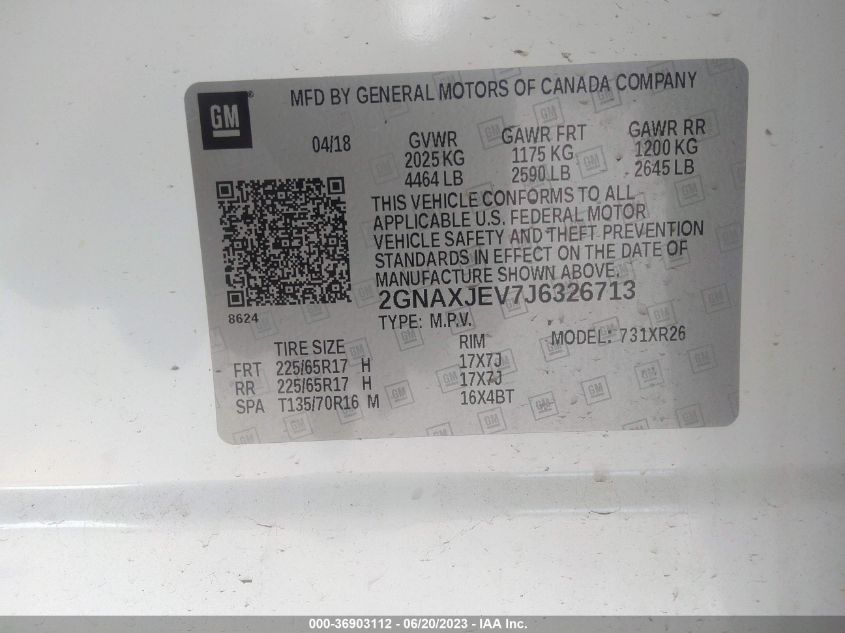 GM
MFD BY GENERAL MOTORS OF CANADA COMPANY
04/18 GVWR GAWR FRT GAWR RR
2025 KG 1175 KG 1200 KG
4464 LB 2590 LB 2645 LB
THIS VEHICLE CONFORMS TO ALL
APPLICABLE U.S. FEDERAL MOTOR
VEHICLE SAFETY AND THEFT PREVENTION
STANDARDS IN EFFECT ON THE DATE OF
MANUFACTURE SHOWN ABOVE.
2GNAXJEV7J6326713
8624
TYPE: M.P.V. MODEL: 731XR26
TIRE SIZE RIM
FRT 225/65R17 H 17X7J
RR 225/65R17 H 17X7J
SPA T135/70R16 M 16X4BT
000-36903112 - 06/20/2023 - IAA Inc.